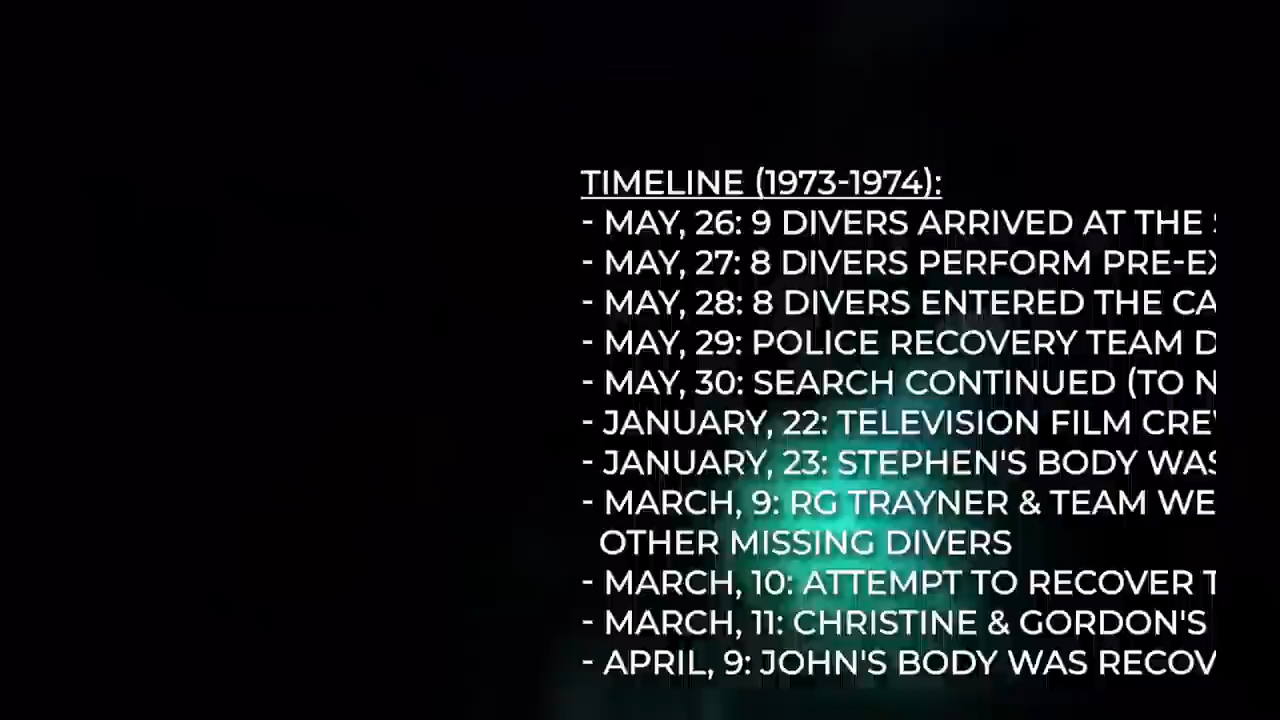 TIMELINE (1973-1974):
- MAY, 26: 9 DIVERS ARRIVED AT THE
- MAY, 27: 8 DIVERS PERFORM
- MAY, 28: 8 DIVERS ENTERED THE
- MAY, 29: POLICE RECOVERY TEAM
- MAY, 30: SEARCH CONTINUED (TO
- JANUARY, 22: TELEVISION FILM
- JANUARY, 23: STEPHEN'S BODY
- MARCH, 9: RG TRAYNER & TEAM
OTHER MISSING DIVERS
- MARCH, 10: ATTEMPT TO RECOVER
- MARCH, 11: CHRISTINE & GORDON'S
- APRIL, 9: JOHN'S BODY WAS